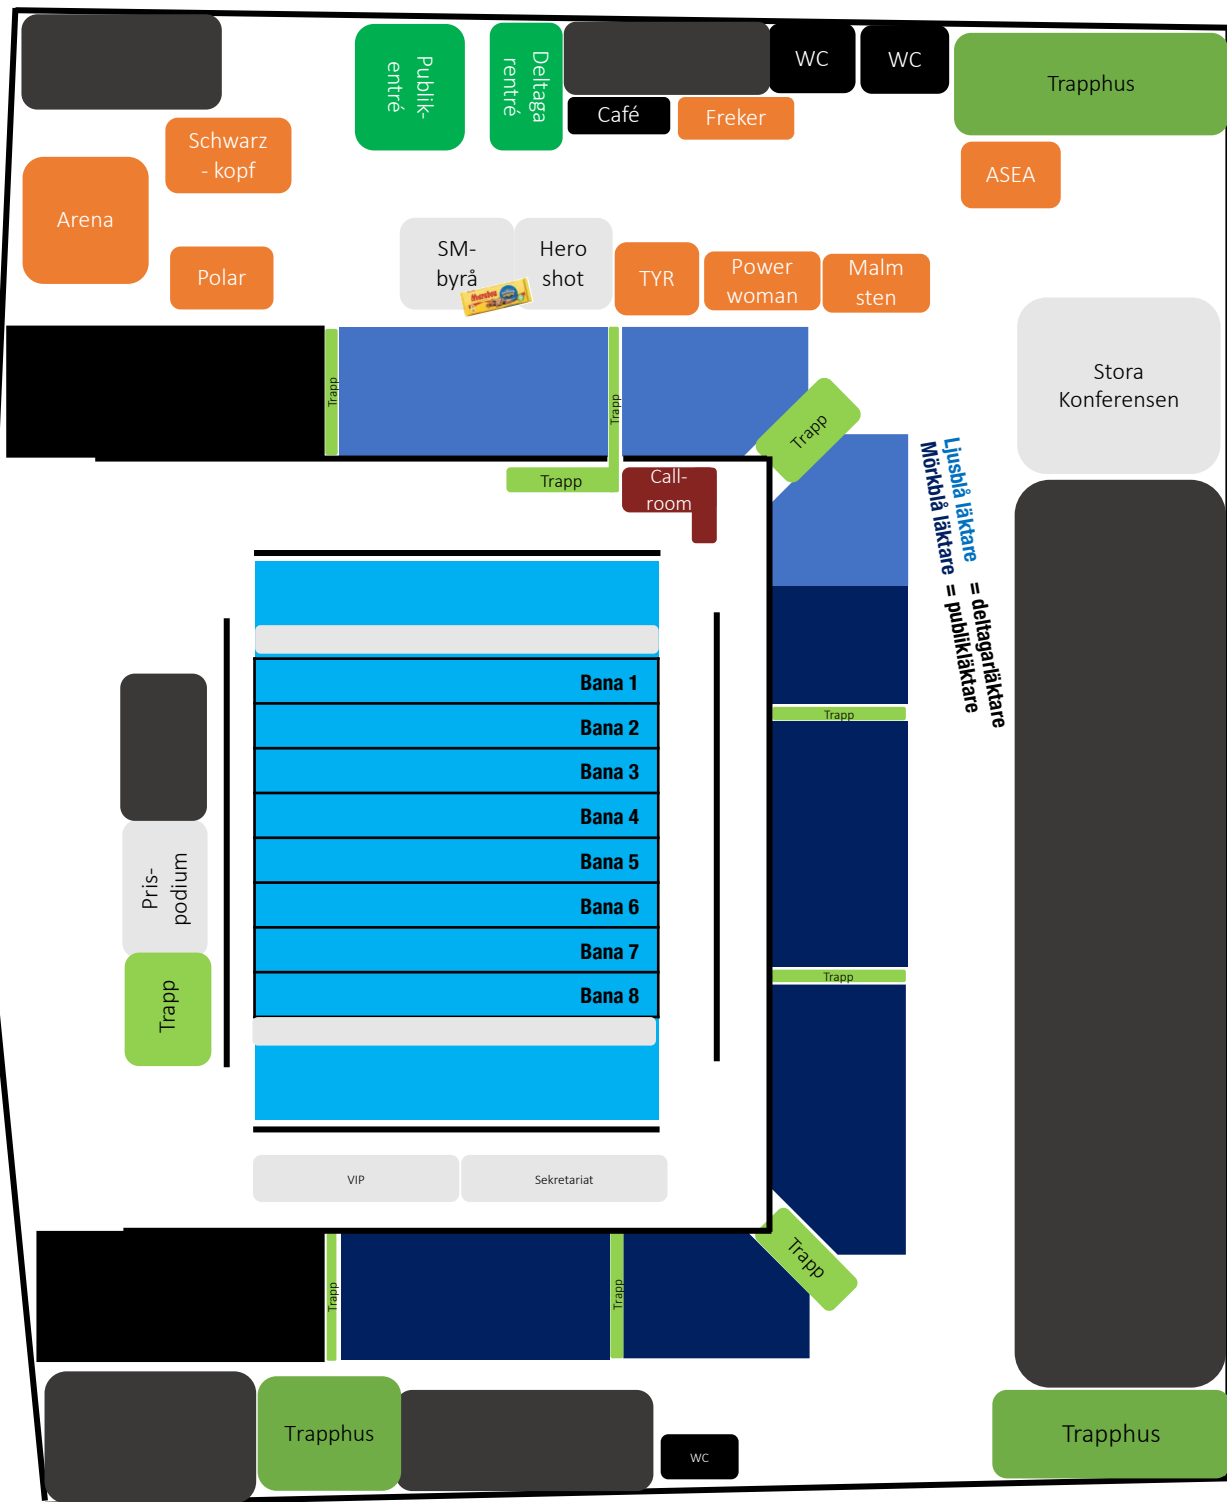 Publik-
entré
Deltaga
rentré
WC
WC
Trapphus
Café
Freker
Schwarz
- kopf
ASEA
Arena
SM-
byrå
Hero
shot
Polar
TYR
Power
woman
Malm
sten
Marabou
Stora
Konferensen
Trapp
Trapp
Trapp
Trapp
Call-
room
Ljusblå läktare = deltagarläktare
Mörkblå läktare = publikläktare
Bana 1
Bana 2
Bana 3
Bana 4
Bana 5
Bana 6
Bana 7
Bana 8
Trapp
Trapp
Pris-
podium
Trapp
VIP
Sekretariat
Trapp
Trapp
Trapp
Trapphus
WC
Trapphus